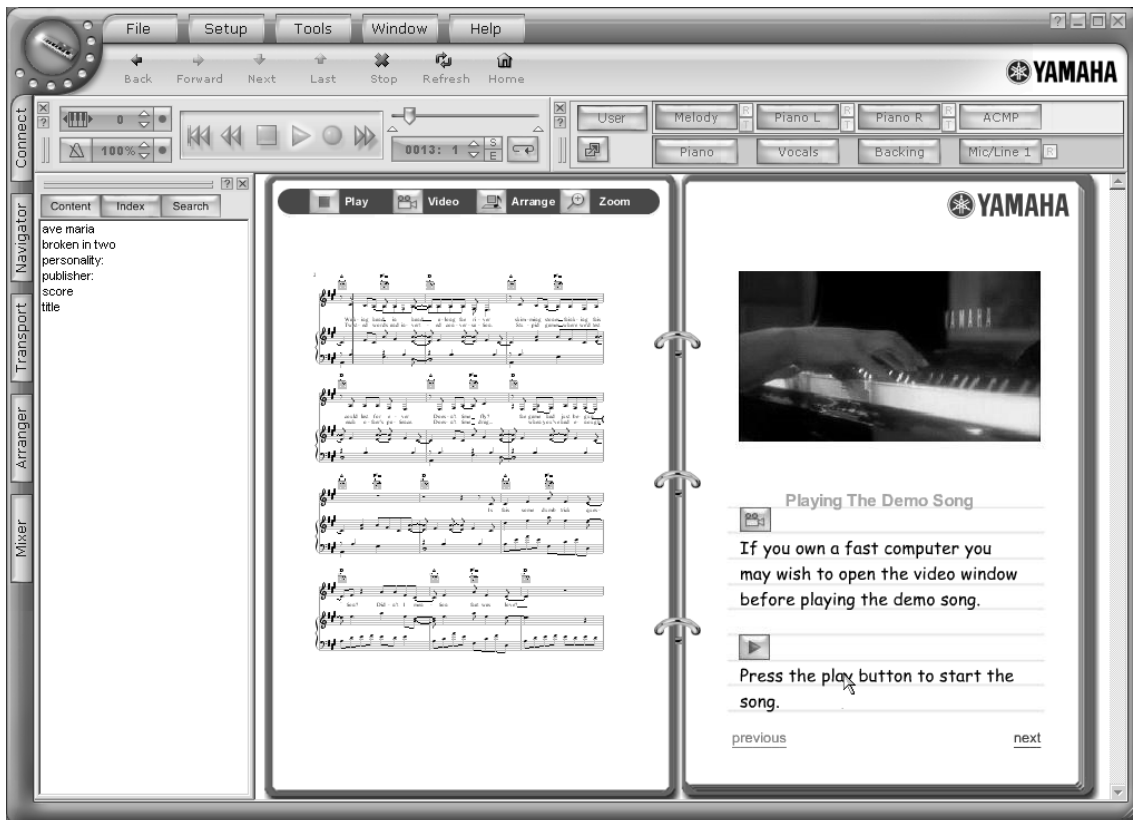 File Setup Tools Window Help
Back Forward Next Last Stop Refresh Home
YAMAHA
Connect
Navigator
Transport
Arranger
Mixer
0
100%
0013: 1
S
E
User Melody R T Piano L R T Piano R R T ACMP
Piano Vocals Backing Mic/Line 1 R
Content Index Search
ave maria
broken in two
personality:
publisher:
score
title
Play Video Arrange Zoom
YAMAHA
Playing The Demo Song
If you own a fast computer you
may wish to open the video window
before playing the demo song.
Press the play button to start the
song.
previous next